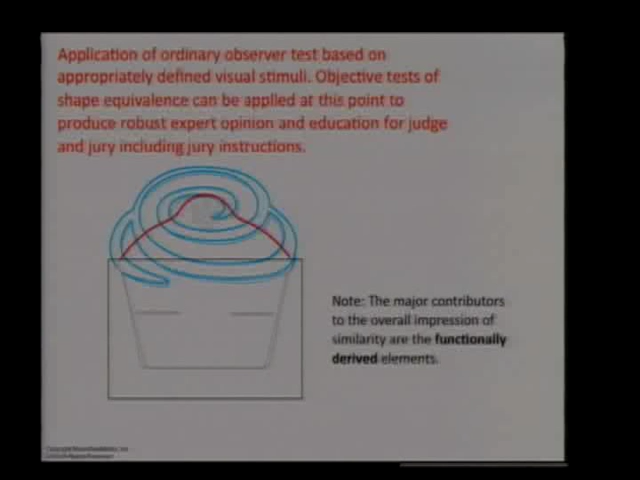 Application of ordinary observer test based on
appropriately defined visual stimuli. Objective tests of
shape equivalence can be applied at this point to
produce robust expert opinion and education for judge
and jury including jury instructions.
Note: The major contributors
to the overall impression of
similarity are the functionally
derived elements.